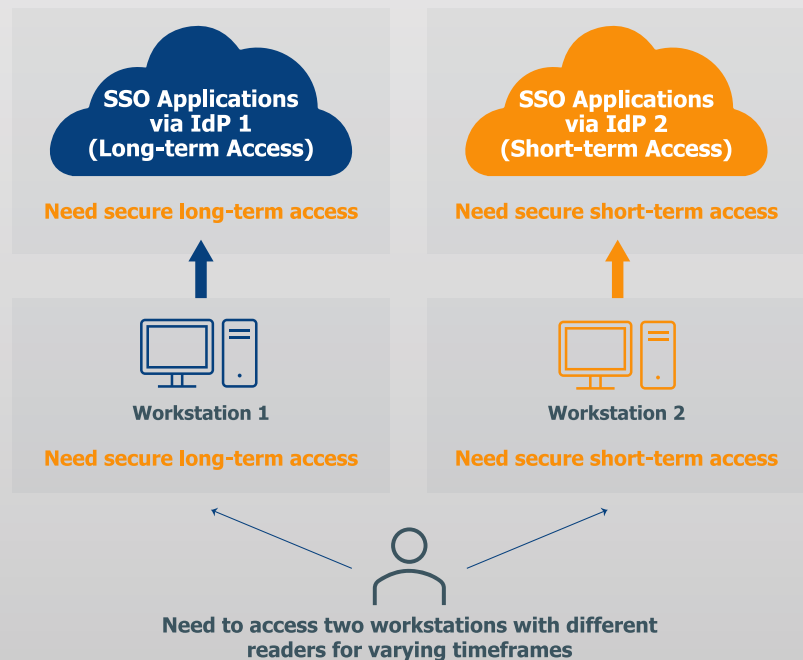 SSO Applications
via IdP 1
(Long-term Access)
Need secure long-term access
SSO Applications
via IdP 2
(Short-term Access)
Need secure short-term access
Workstation 1
Need secure long-term access
Workstation 2
Need secure short-term access
Need to access two workstations with different
readers for varying timeframes